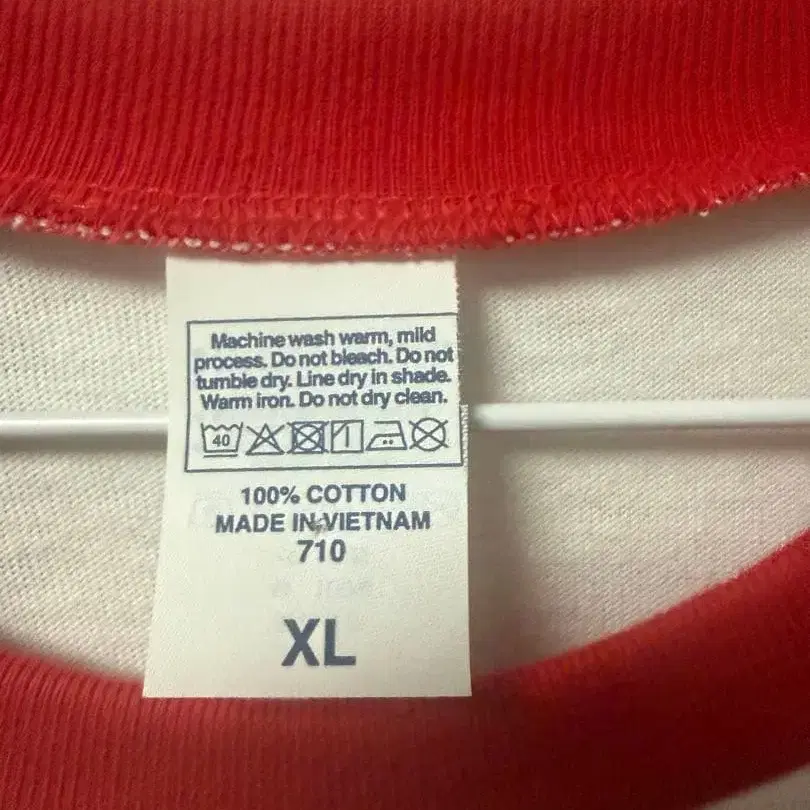 Machine wash warm, mild
process. Do not bleach. Do not
tumble dry. Line dry in shade.
Warm iron. Do not dry clean.
40
100% COTTON
MADE IN VIETNAM
710
XL